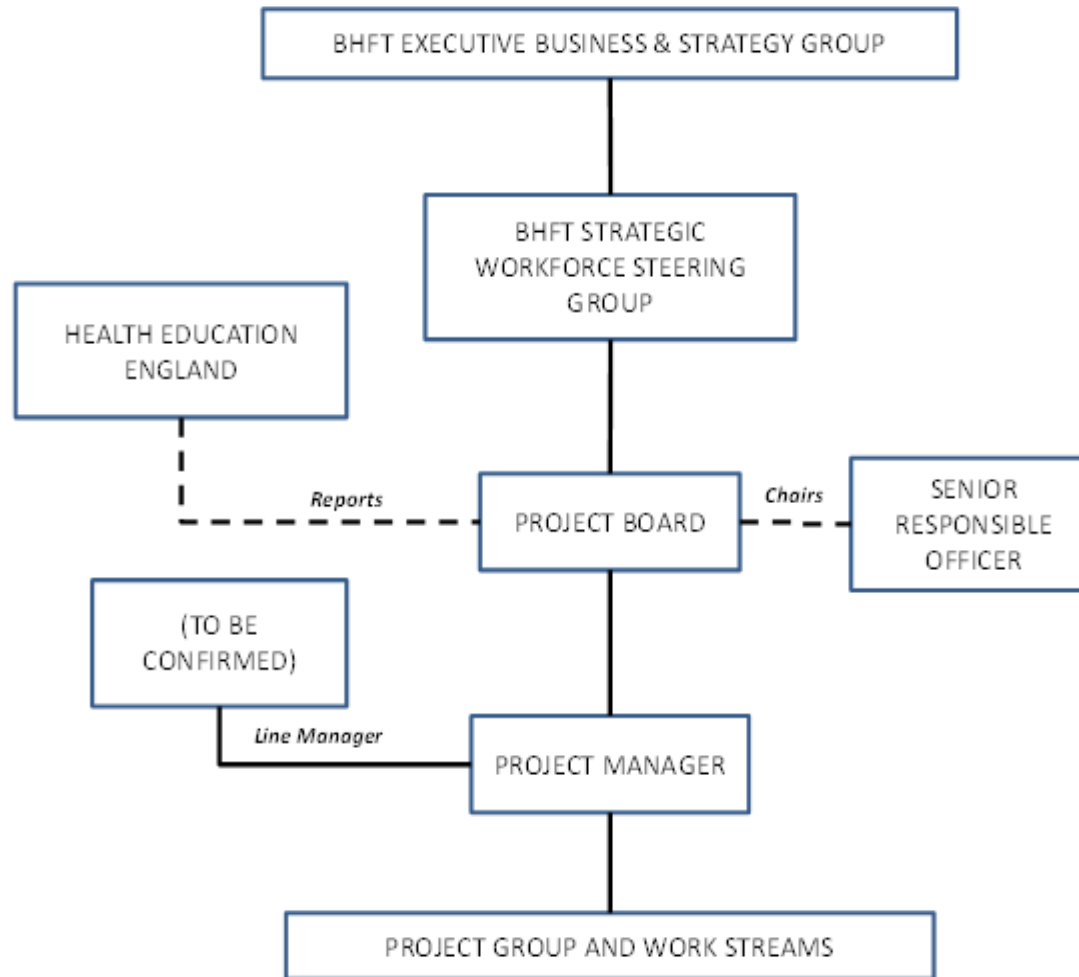 BHFT EXECUTIVE BUSINESS & STRATEGY GROUP
BHFT STRATEGIC
WORKFORCE STEERING
GROUP
HEALTH EDUCATION
ENGLAND
Reports
PROJECT BOARD
Chairs
SENIOR
RESPONSIBLE
OFFICER
(TO BE
CONFIRMED)
Line Manager
PROJECT MANAGER
PROJECT GROUP AND WORK STREAMS